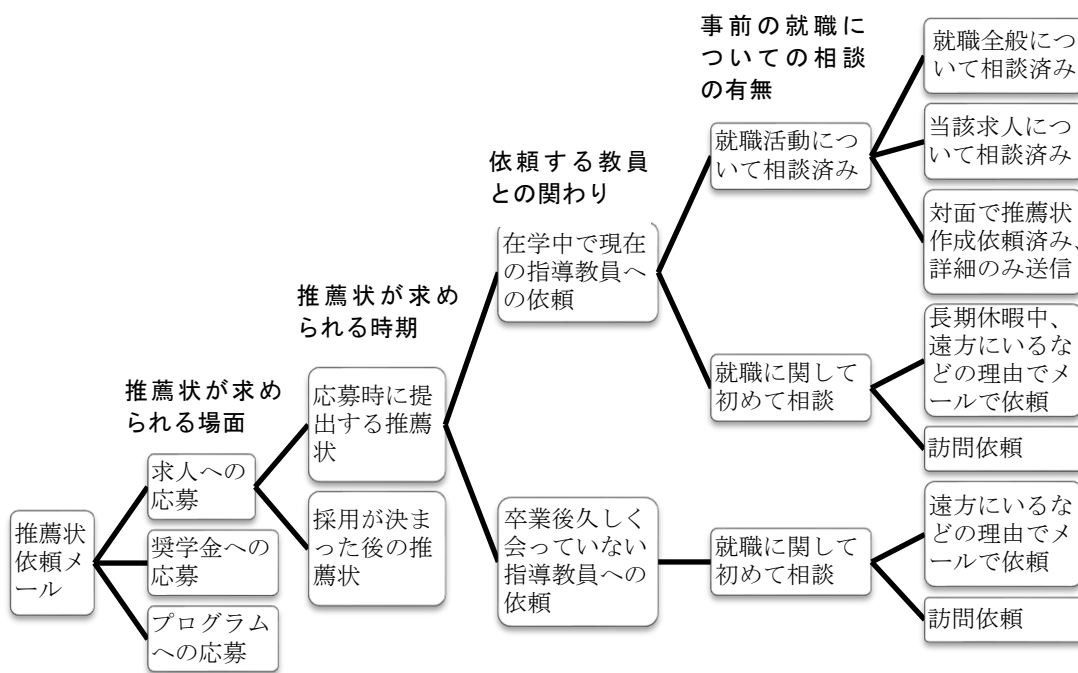 事前の就職に
ついての相談
の有無
就職全般につ
いて相談済み
当該求人につ
いて相談済み
対面で推薦状
作成依頼済み、
詳細のみ送信
就職活動につ
いて相談済み
依頼する教員
との関わり
在学中で現在
の指導教員へ
の依頼
推薦状が求め
られる時期
長期休暇中、
遠方にいるな
どの理由でメ
ールで依頼
就職に関して
初めて相談
訪問依頼
推薦状が求め
られる場面
応募時に提
出する推薦
状
求人への
応募
採用が決ま
った後の推
薦状
卒業後久しく
会っていない
指導教員への
依頼
就職に関して
初めて相談
遠方にいるな
どの理由でメ
ールで依頼
訪問依頼
推薦状
依頼メ
ール
奨学金への
応募
プログラム
への応募